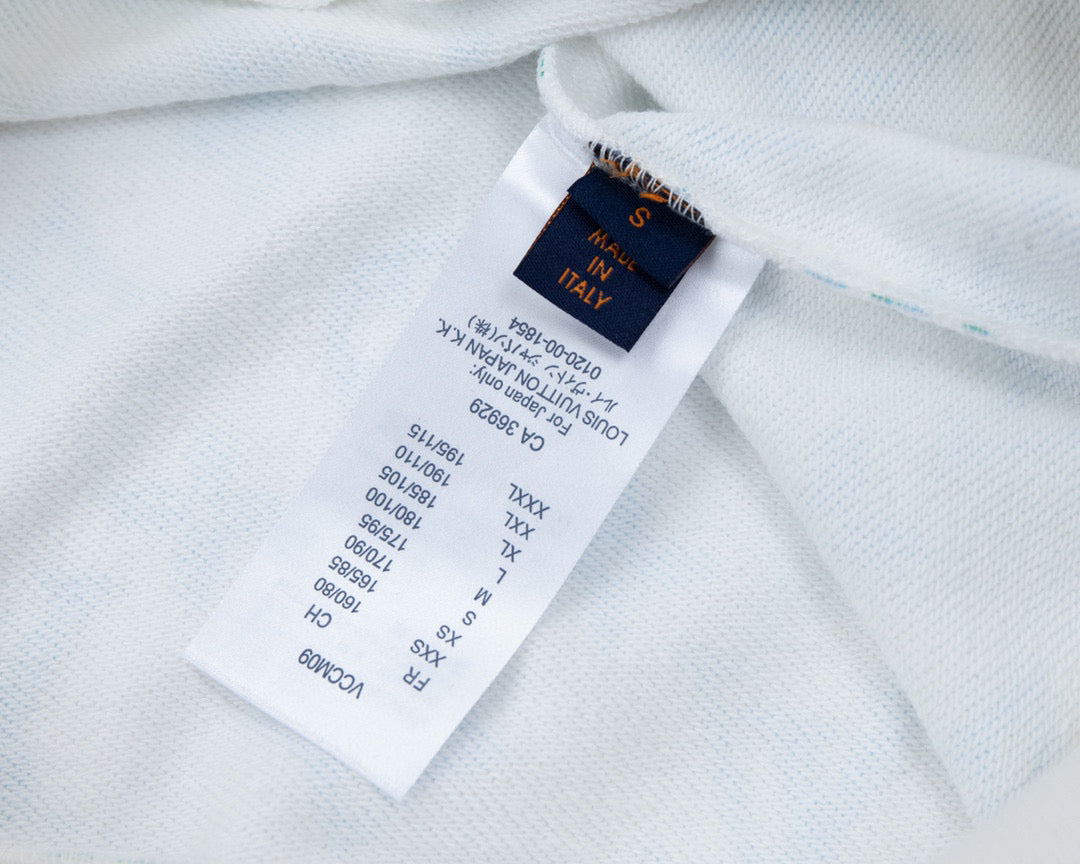 S
MADE
IN
ITALY
VCCM09
FR CH
XXS 160/80
XS 165/85
S 170/90
M 175/95
L 180/100
XL 185/105
XXL 190/110
XXXL 195/115
CA 36929
For Japan only:
LOUIS VUITTON JAPAN K.K.
ルイ・ヴィトン ジャパン(株)
0120-00-1854